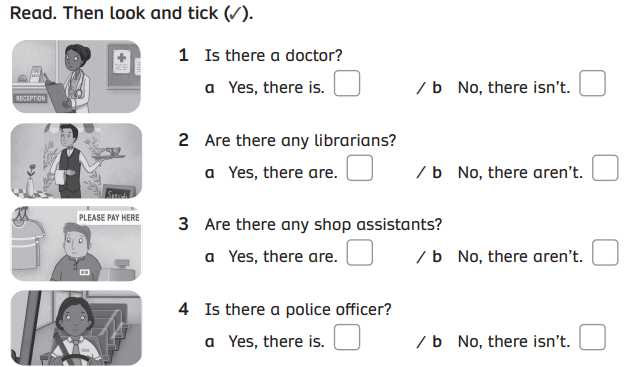 Read. Then look and tick (✓).
RECEPTION
1 Is there a doctor?
a Yes, there is. / b No, there isn't.
Specials
2 Are there any librarians?
a Yes, there are. / b No, there aren't.
PLEASE PAY HERE
BOB
3 Are there any shop assistants?
a Yes, there are. / b No, there aren't.
4 Is there a police officer?
a Yes, there is. / b No, there isn't.